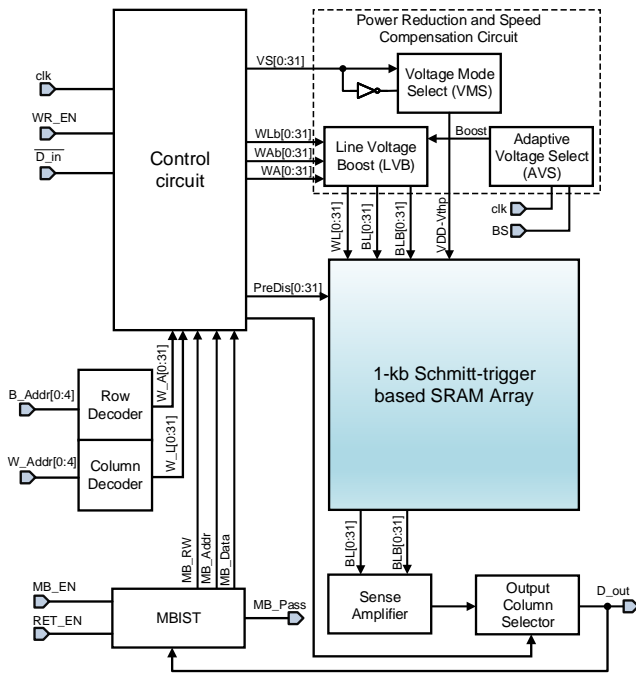 Power Reduction and Speed
Compensation Circuit
VS[0:31]
clk
Voltage Mode
Select (VMS)
WR_EN
D_in
Control
circuit
WLb[0:31]
WAb[0:31]
WA[0:31]
Line Voltage
Boost (LVB)
Boost
Adaptive
Voltage Select
(AVS)
clk
BS
WL[0:31]
BL[0:31]
BLB[0:31]
VDD-Vthp
PreDis[0:31]
1-kb Schmitt-trigger
based SRAM Array
B_Addr[0:4]
Row
Decoder
W_A[0:31]
W_Addr[0:4]
Column
Decoder
W_L[0:31]
MB_RW
MB_Addr
MB_Data
BL[0:31]
BLB[0:31]
MB_EN
RET_EN
MBIST
MB_Pass
Sense
Amplifier
Output
Column
Selector
D_out